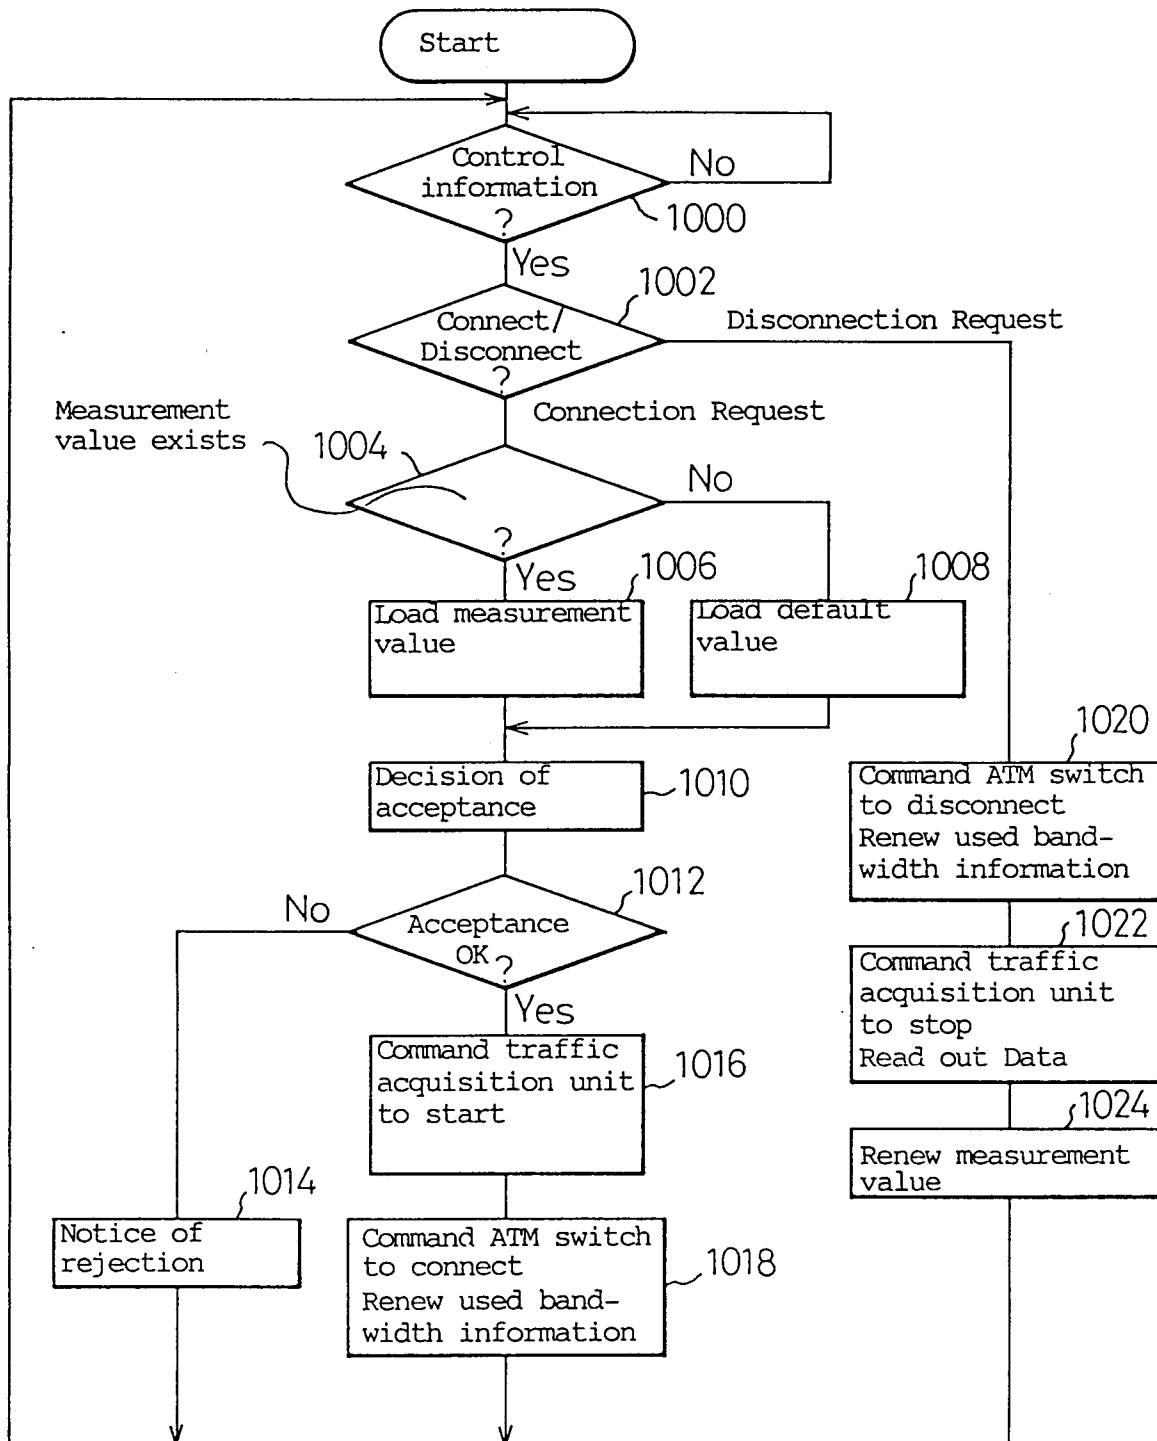 Start
Control
information
?
No
1000
Yes
1002
Connect/
Disconnect
?
Disconnection Request
Connection Request
Measurement
value exists
1004
?
No
Yes
1006
Load measurement
value
1008
Load default
value
Decision of
acceptance
1010
1012
Acceptance
OK ?
No
Yes
Command traffic
acquisition unit
to start
1016
1014
Notice of
rejection
Command ATM switch
to connect
Renew used band-
width information
1018
1020
Command ATM switch
to disconnect
Renew used band-
width information
1022
Command traffic
acquisition unit
to stop
Read out Data
1024
Renew measurement
value